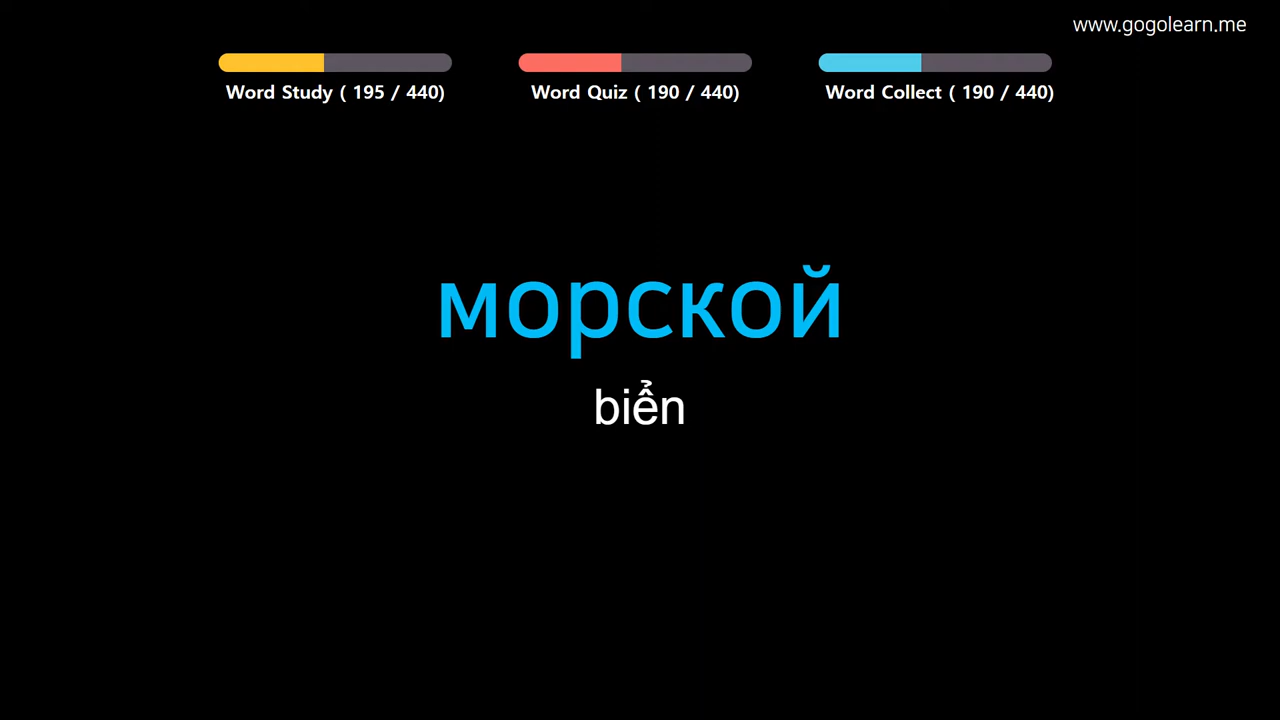 www.gogolearn.me
Word Study ( 195 / 440)
Word Quiz ( 190 / 440)
Word Collect ( 190 / 440)
морской
biển